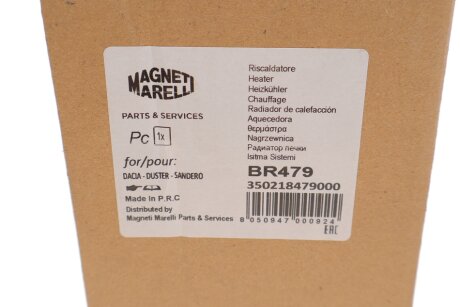 MAGNETI
MARELLI
PARTS & SERVICES
Pc 1x
for/pour:
DACIA - DUSTER - SANDERO
Made in P.R.C
Distributed by
Magneti Marelli Parts & Services
Riscaldatore
Heater
Heizkühler
Chauffage
Radiador de calefacción
Aquecedora
θερμάστρα
Nagrzewnica
Радиатор печки
Isitma Sistemi
BR479
350218479000
8 050947 000924
EAC